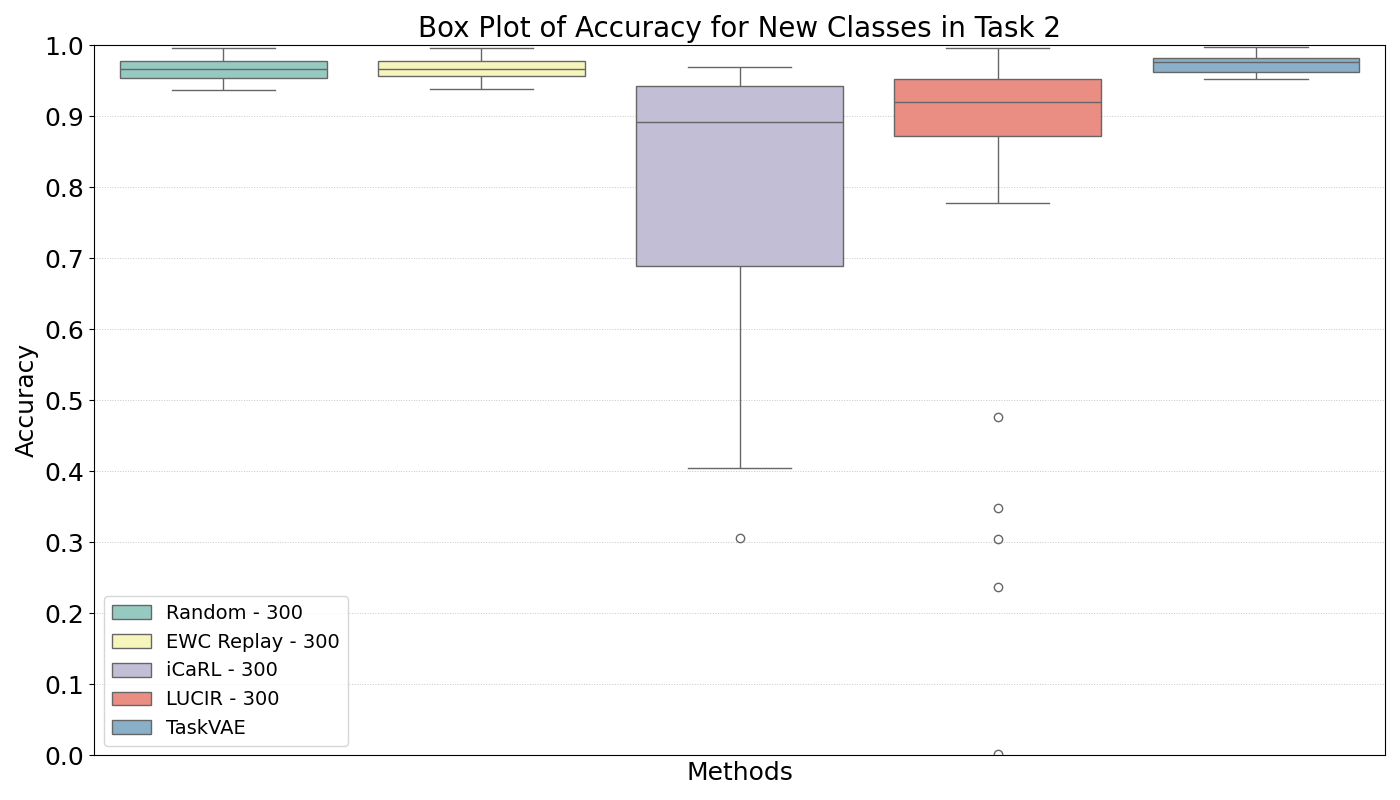 Box Plot of Accuracy for New Classes in Task 2
1.0
0.9
0.8
0.7
0.6
0.5
0.4
0.3
0.2
0.1
0.0
Accuracy
Random - 300
EWC Replay - 300
iCaRL - 300
LUCIR - 300
TaskVAE
Methods